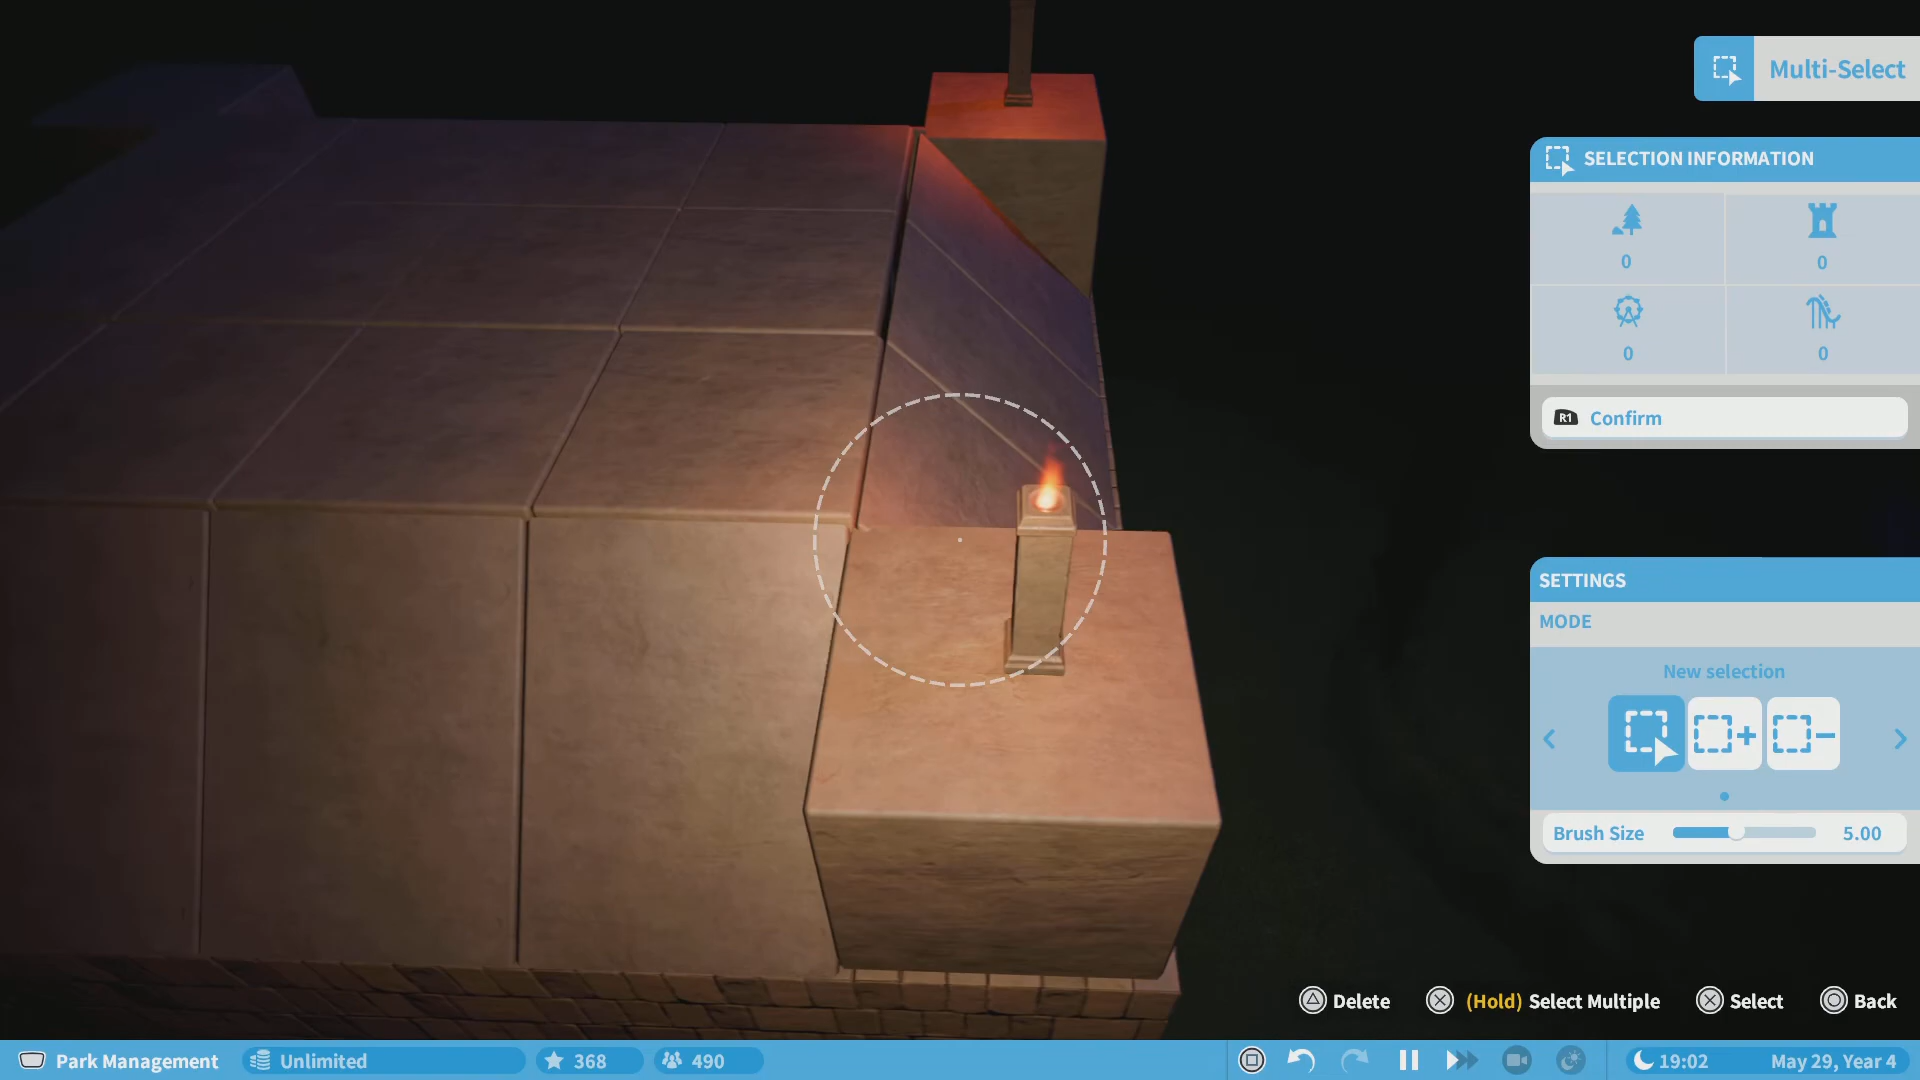 Multi-Select
SELECTION INFORMATION
0
0
0
0
R1 Confirm
SETTINGS
MODE
New selection
Brush Size 5.00
Delete (Hold) Select Multiple Select Back
Park Management Unlimited 368 490 19:02 May 29, Year 4